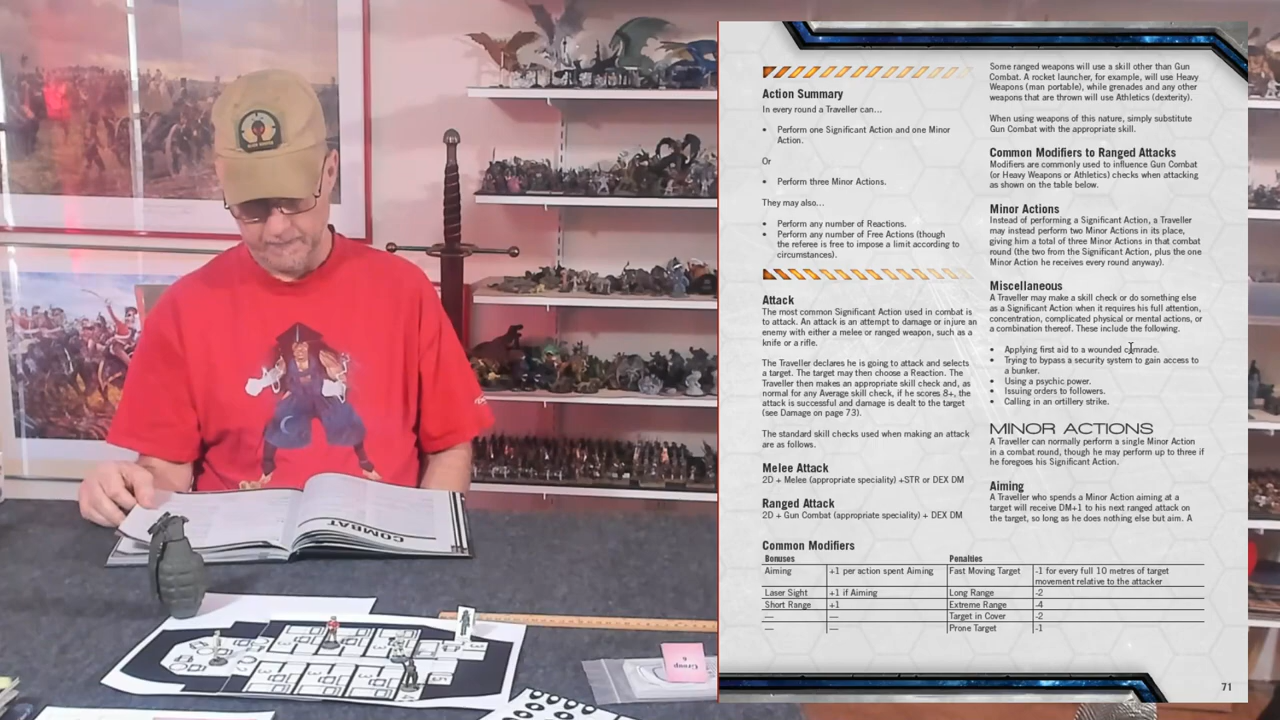 COMBAT
Group
6
Action Summary
In every round a Traveller can…
• Perform one Significant Action and one Minor
Action.
Or
• Perform three Minor Actions.
They may also…
• Perform any number of Reactions.
• Perform any number of Free Actions (though
the referee is free to impose a limit according to
circumstances).
Attack
The most common Significant Action used in combat is
to attack. An attack is an attempt to damage or injure an
enemy with either a melee or ranged weapon, such as a
knife or a rifle.
The Traveller declares he is going to attack and selects
a target. The target may then choose a Reaction. The
Traveller then makes an appropriate skill check and, as
normal for any Average skill check, if he scores 8+, the
attack is successful and damage is dealt to the target
(see Damage on page 73).
The standard skill checks used when making an attack
are as follows.
Melee Attack
2D + Melee (appropriate speciality) +STR or DEX DM
Ranged Attack
2D + Gun Combat (appropriate speciality) + DEX DM
Some ranged weapons will use a skill other than Gun
Combat. A rocket launcher, for example, will use Heavy
Weapons (man portable), while grenades and any other
weapons that are thrown will use Athletics (dexterity).
When using weapons of this nature, simply substitute
Gun Combat with the appropriate skill.
Common Modifiers to Ranged Attacks
Modifiers are commonly used to influence Gun Combat
(or Heavy Weapons or Athletics) checks when attacking
as shown on the table below.
Minor Actions
Instead of performing a Significant Action, a Traveller
may instead perform two Minor Actions in its place,
giving him a total of three Minor Actions in that combat
round (the two from the Significant Action, plus the one
Minor Action he receives every round anyway).
Miscellaneous
A Traveller may make a skill check or do something else
as a Significant Action when it requires his full attention,
concentration, complicated physical or mental actions, or
a combination thereof. These include the following.
• Applying first aid to a wounded comrade.
• Trying to bypass a security system to gain access to
a bunker.
• Using a psychic power.
• Issuing orders to followers.
• Calling in an ortillery strike.
MINOR ACTIONS
A Traveller can normally perform a single Minor Action
in a combat round, though he may perform up to three if
he foregoes his Significant Action.
Aiming
A Traveller who spends a Minor Action aiming at a
target will receive DM+1 to his next ranged attack on
the target, so long as he does nothing else but aim. A
Common Modifiers
Bonuses Penalties
Aiming +1 per action spent Aiming Fast Moving Target -1 for every full 10 metres of target
movement relative to the attacker
Laser Sight +1 if Aiming Long Range -2
Short Range +1 Extreme Range -4
— — Target in Cover -2
— — Prone Target -1
71